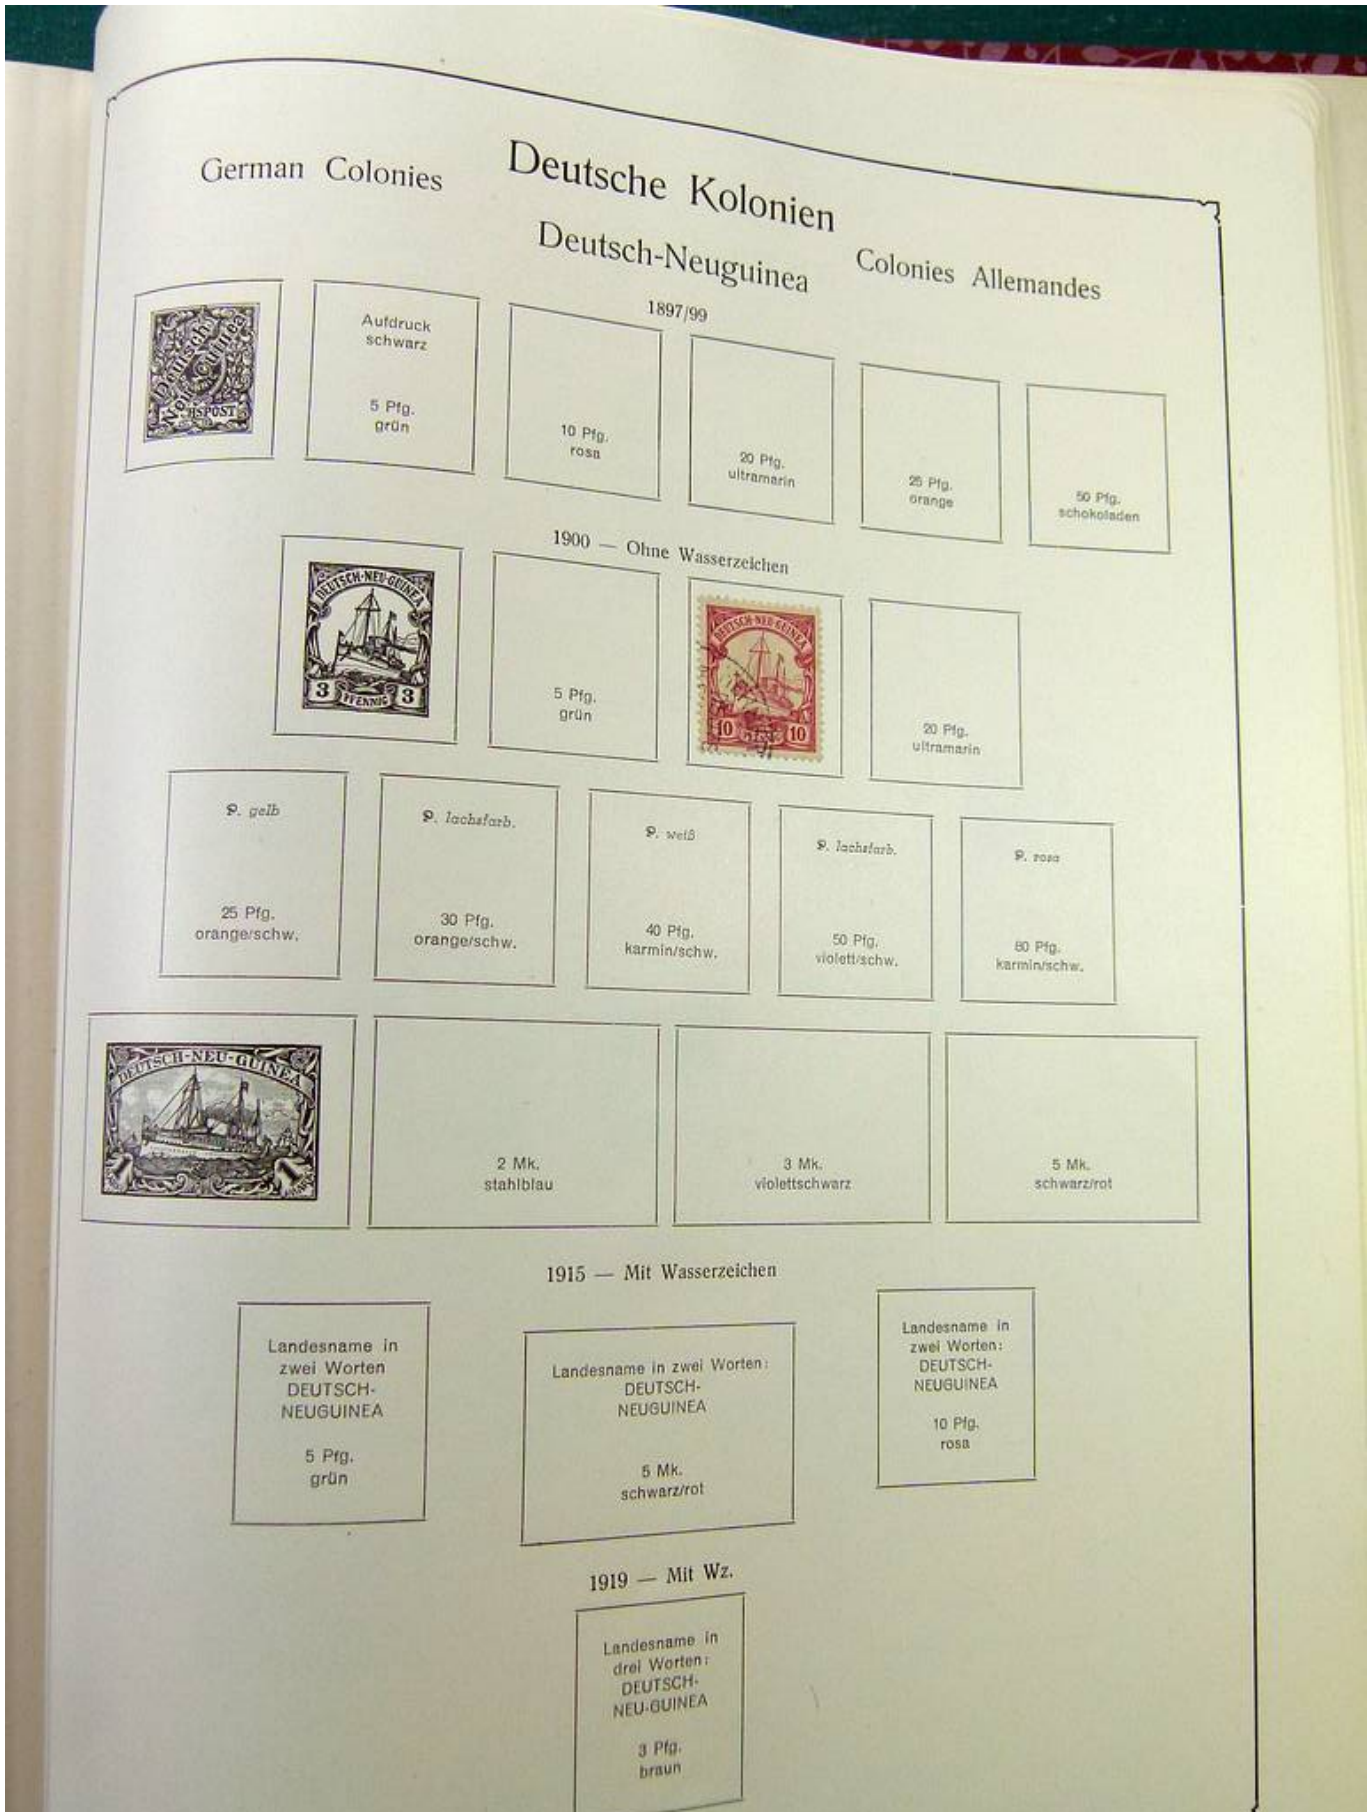 German Colonies
Deutsche Kolonien
Colonies Allemandes
Deutsch-Neuguinea
1897/99
Deutsch
Neu-Guinea
HSPOST
Aufdruck
schwarz
5 Pfg.
grün
10 Pfg.
rosa
20 Pfg.
ultramarin
25 Pfg.
orange
50 Pfg.
schokoladen
1900 — Ohne Wasserzeichen
DEUTSCH-NEU-GUINEA
3 PFENNIG 3
5 Pfg.
grün
DEUTSCH-NEU-GUINEA
10 10
20 Pfg.
ultramarin
P. gelb
25 Pfg.
orange/schw.
P. lachsfarb.
30 Pfg.
orange/schw.
P. weiß
40 Pfg.
karmin/schw.
P. lachsfarb.
50 Pfg.
violett/schw.
P. rosa
80 Pfg.
karmin/schw.
DEUTSCH-NEU-GUINEA
1 1
2 Mk.
stahlblau
3 Mk.
violettschwarz
5 Mk.
schwarz/rot
1915 — Mit Wasserzeichen
Landesname in
zwei Worten
DEUTSCH-
NEUGUINEA
5 Pfg.
grün
Landesname in zwei Worten:
DEUTSCH-
NEUGUINEA
5 Mk.
schwarz/rot
Landesname in
zwei Worten:
DEUTSCH-
NEUGUINEA
10 Pfg.
rosa
1919 — Mit Wz.
Landesname in
drei Worten:
DEUTSCH-
NEU-GUINEA
3 Pfg.
braun